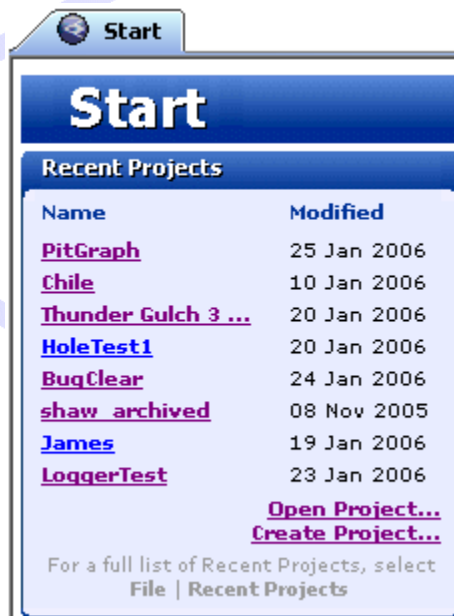 Start
Start
Recent Projects
Name Modified
PitGraph 25 Jan 2006
Chile 10 Jan 2006
Thunder Gulch 3 ... 20 Jan 2006
HoleTest1 20 Jan 2006
BugClear 24 Jan 2006
shaw_archived 08 Nov 2005
James 19 Jan 2006
LoggerTest 23 Jan 2006
Open Project...
Create Project...
For a full list of Recent Projects, select
File | Recent Projects